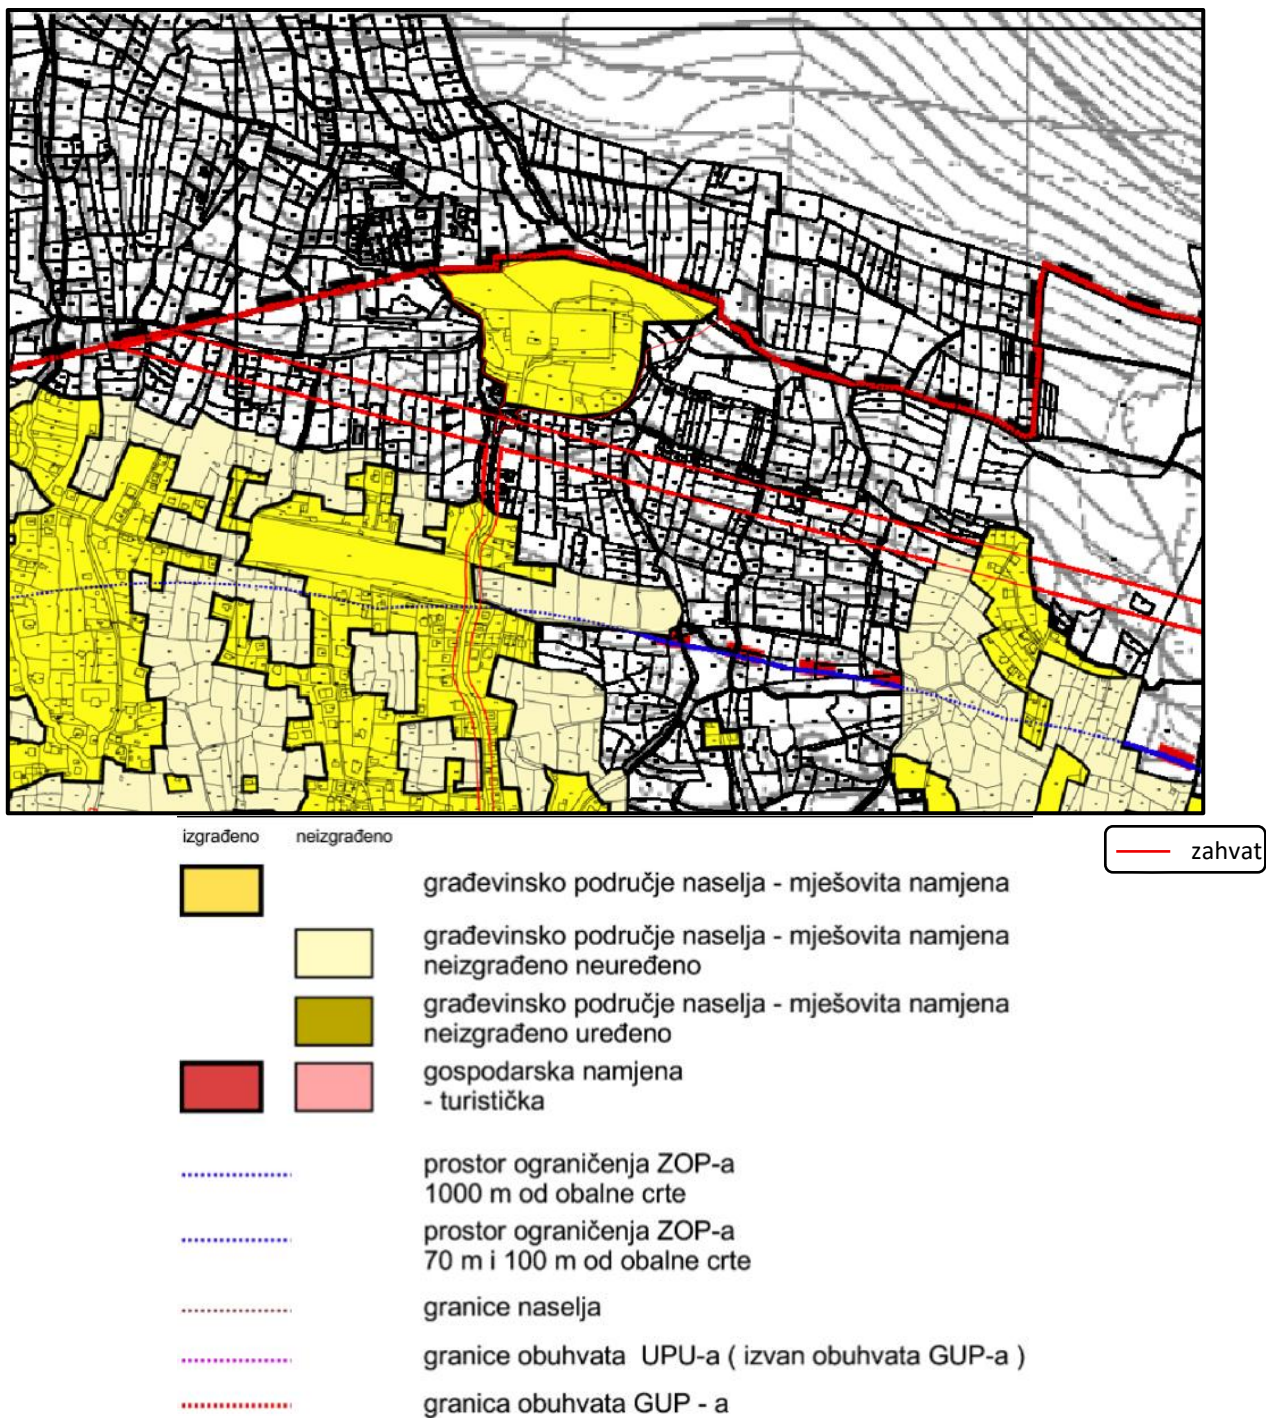 izgrađeno neizgrađeno
zahvat
građevinsko područje naselja - mješovita namjena
građevinsko područje naselja - mješovita namjena
neizgrađeno neuređeno
građevinsko područje naselja - mješovita namjena
neizgrađeno uređeno
gospodarska namjena
- turistička
prostor ograničenja ZOP-a
1000 m od obalne crte
prostor ograničenja ZOP-a
70 m i 100 m od obalne crte
granice naselja
granice obuhvata UPU-a ( izvan obuhvata GUP-a )
granica obuhvata GUP - a